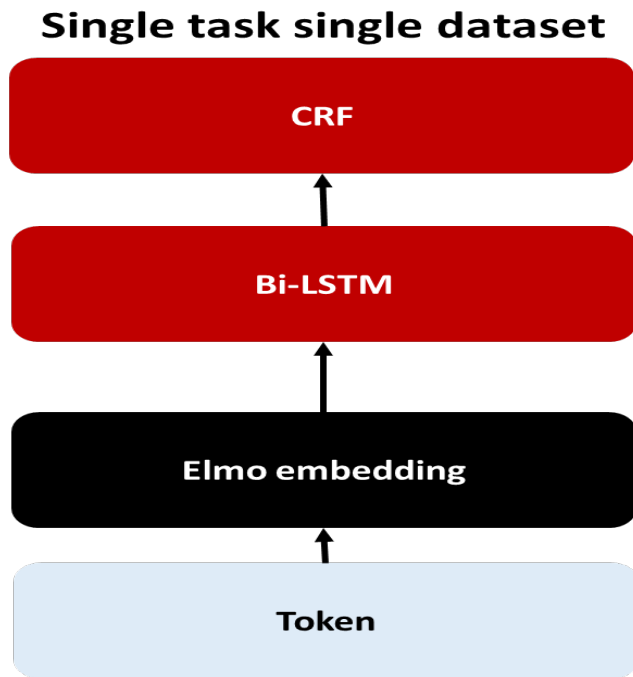 Single task single dataset
CRF
Bi-LSTM
Elmo embedding
Token